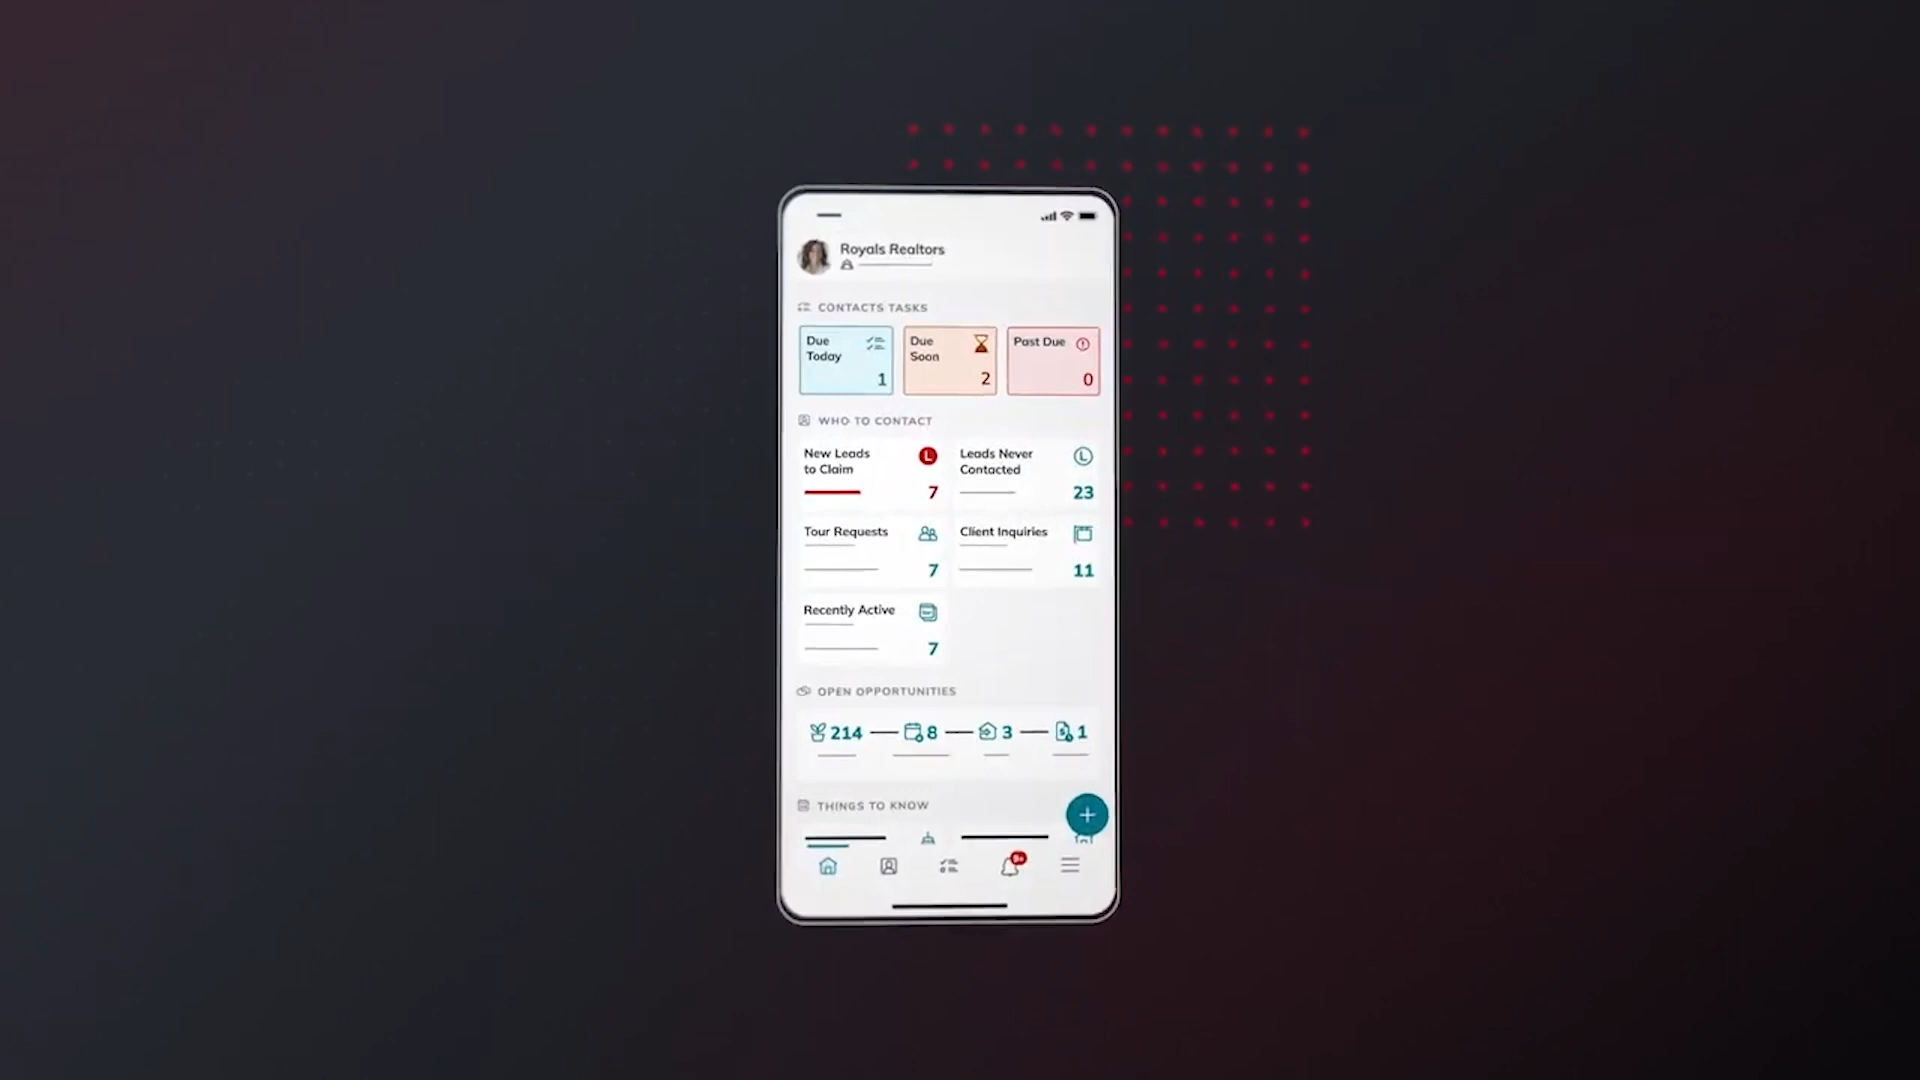 Royals Realtors
CONTACTS TASKS
Due Today
1
Due Soon
2
Past Due
0
WHO TO CONTACT
New Leads to Claim
L
7
Leads Never Contacted
L
23
Tour Requests
7
Client Inquiries
11
Recently Active
7
OPEN OPPORTUNITIES
214
8
3
1
THINGS TO KNOW
+
9+